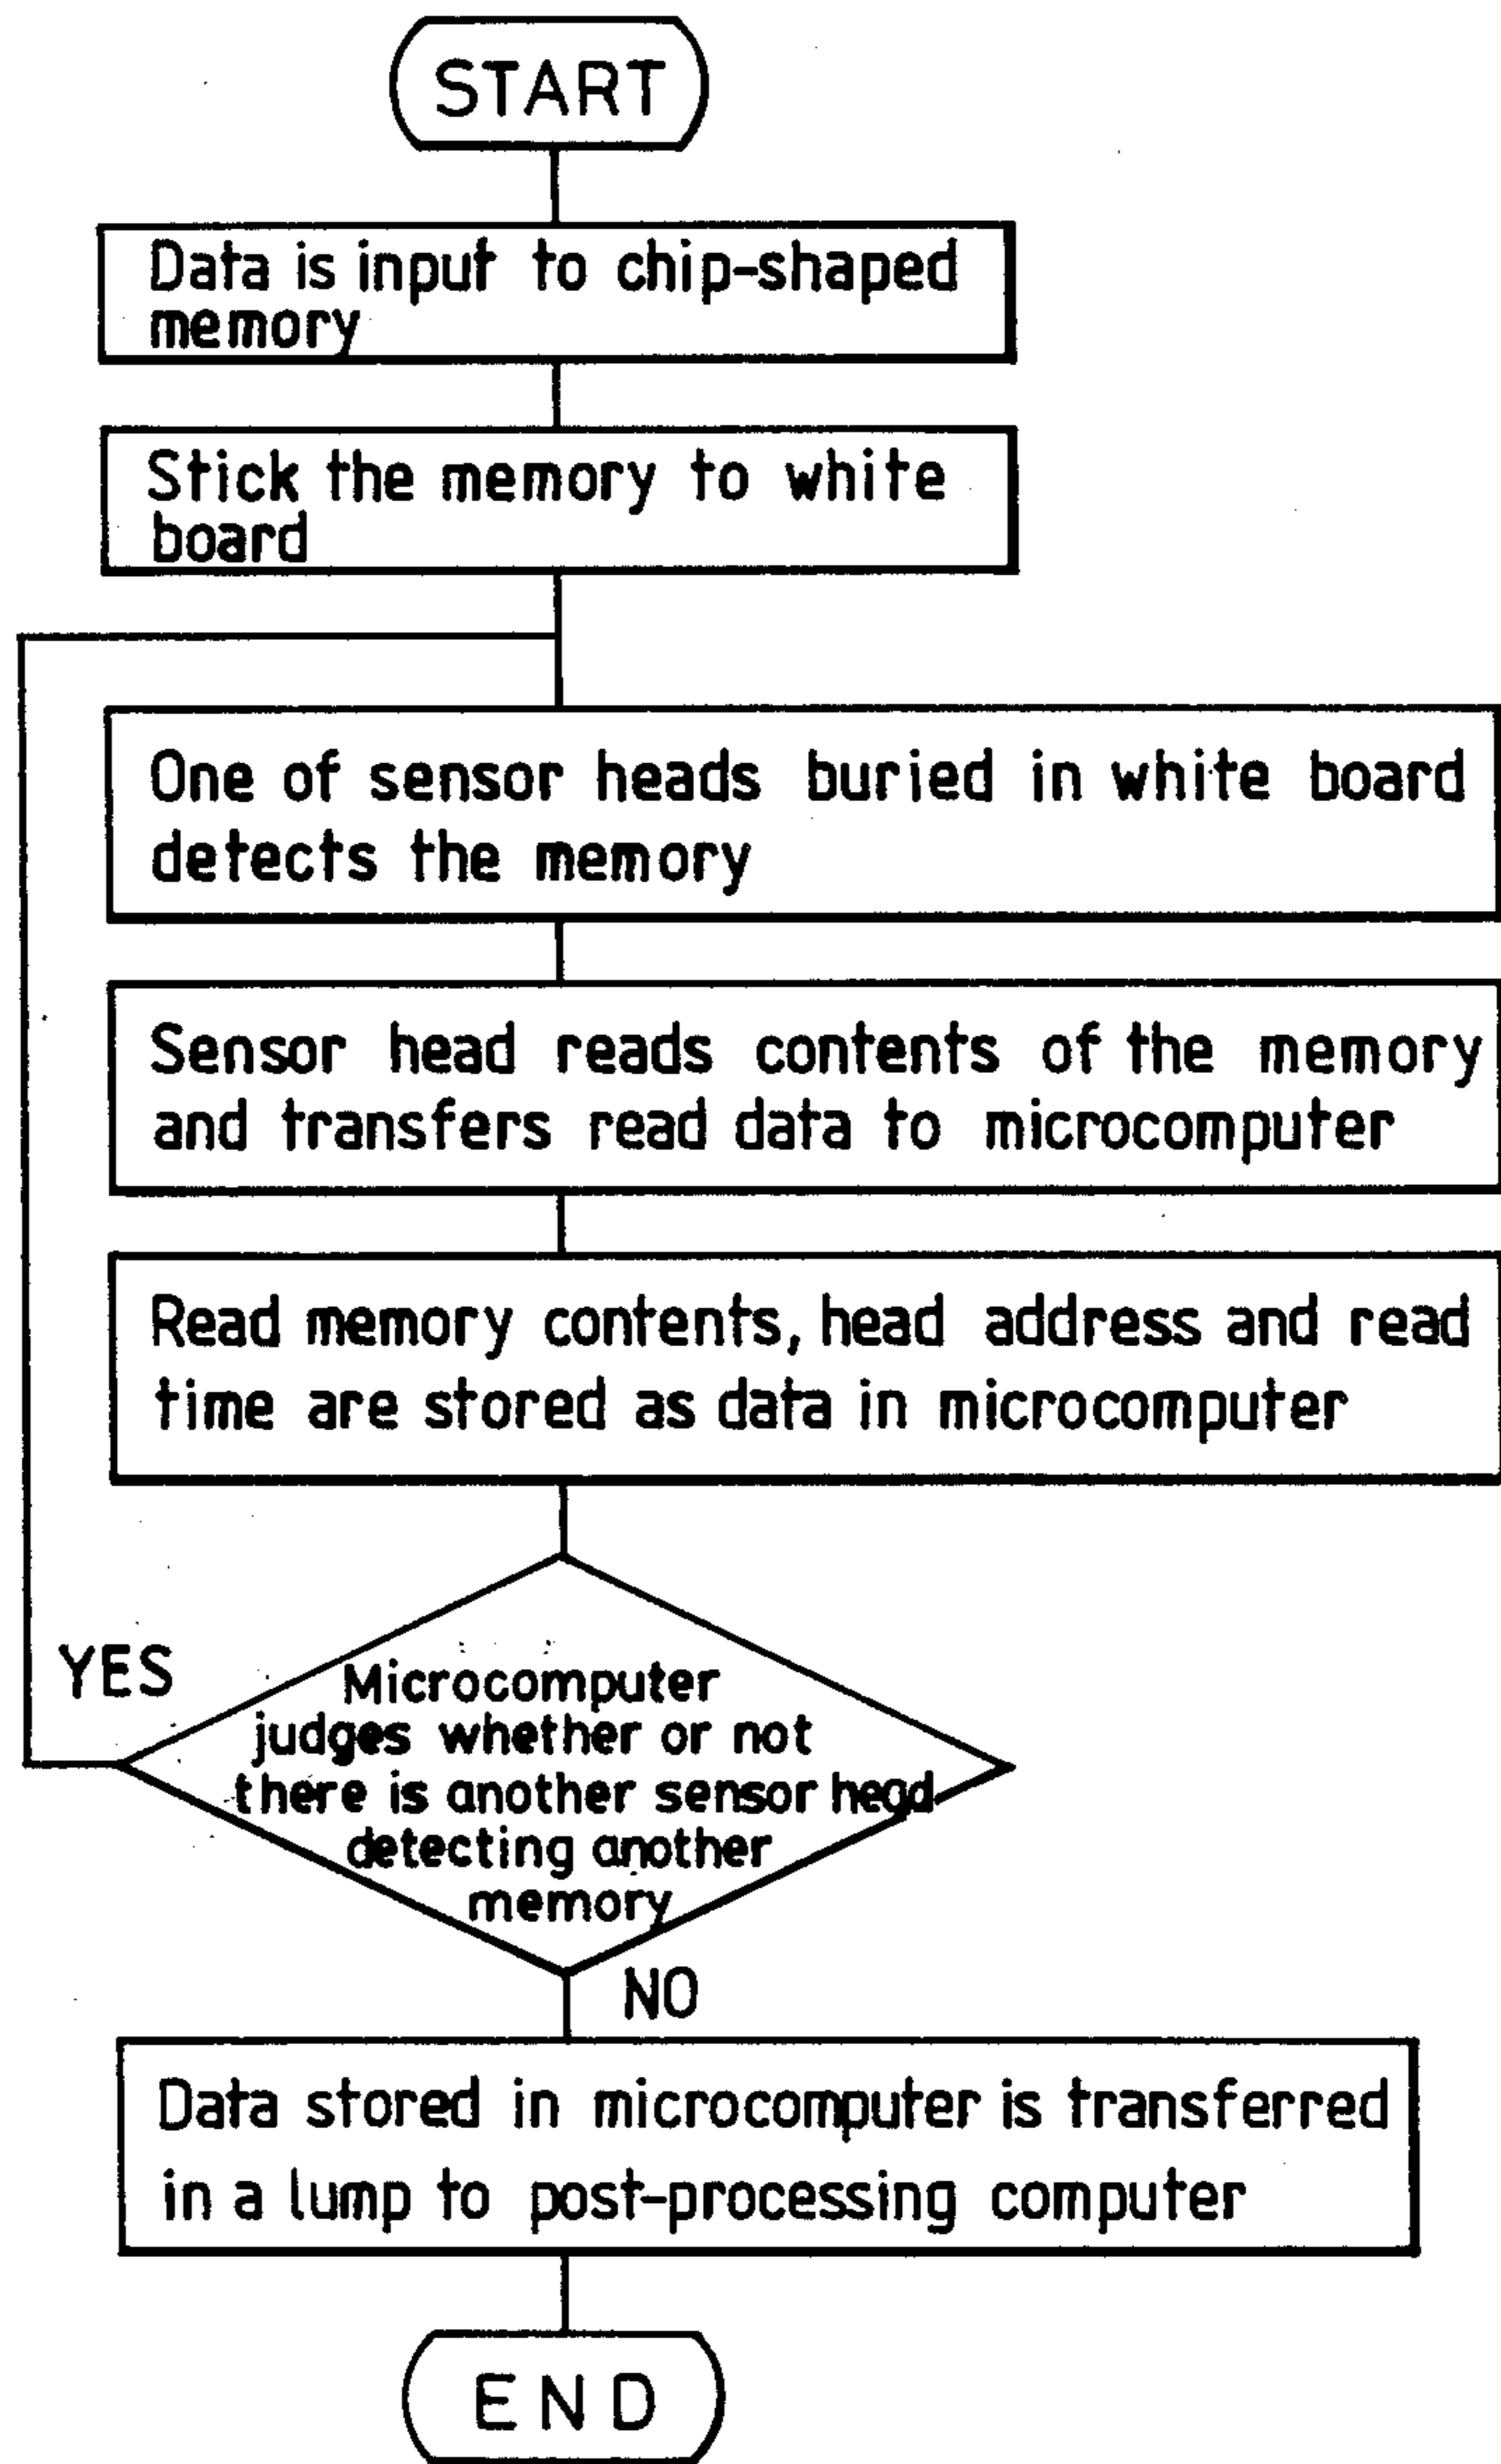 START
Data is input to chip-shaped
memory
Stick the memory to white
board
One of sensor heads buried in white board
detects the memory
Sensor head reads contents of the memory
and transfers read data to microcomputer
Read memory contents, head address and read
time are stored as data in microcomputer
YES
Microcomputer
judges whether or not
there is another sensor head
detecting another
memory
NO
Data stored in microcomputer is transferred
in a lump to post-processing computer
END